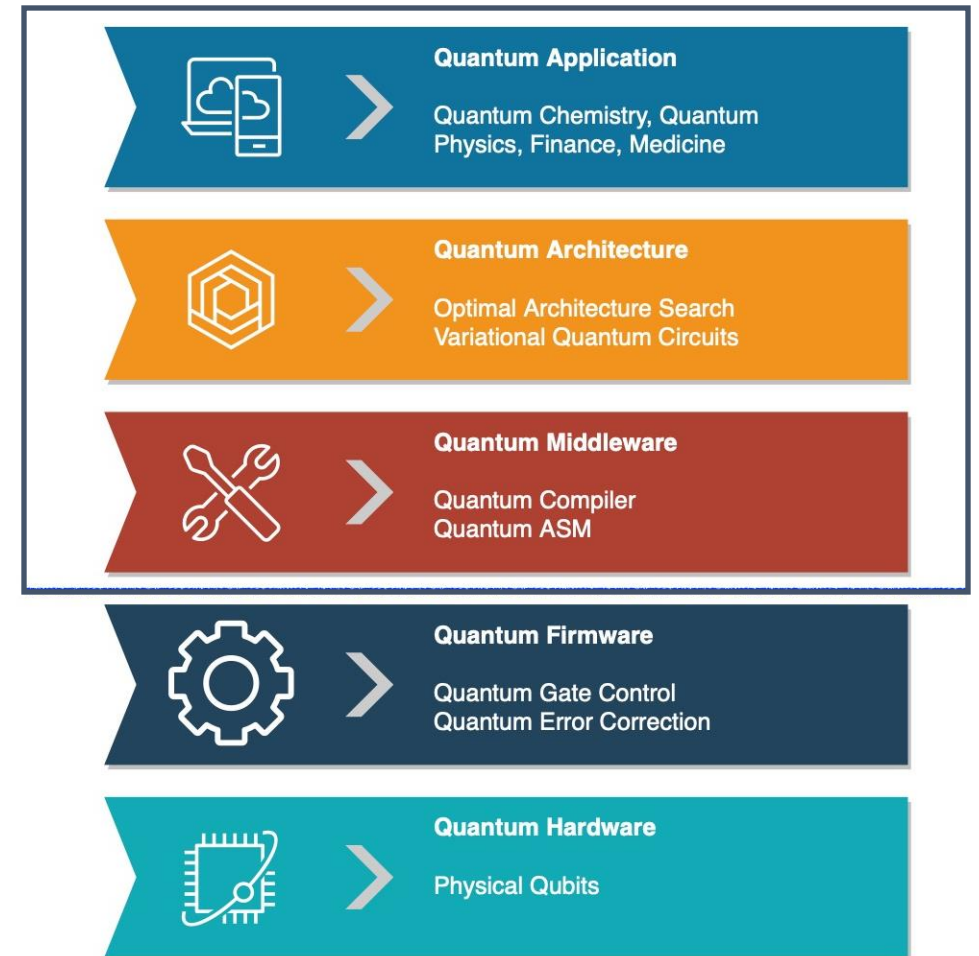 Quantum Application
Quantum Chemistry, Quantum
Physics, Finance, Medicine
Quantum Architecture
Optimal Architecture Search
Variational Quantum Circuits
Quantum Middleware
Quantum Compiler
Quantum ASM
Quantum Firmware
Quantum Gate Control
Quantum Error Correction
Quantum Hardware
Physical Qubits